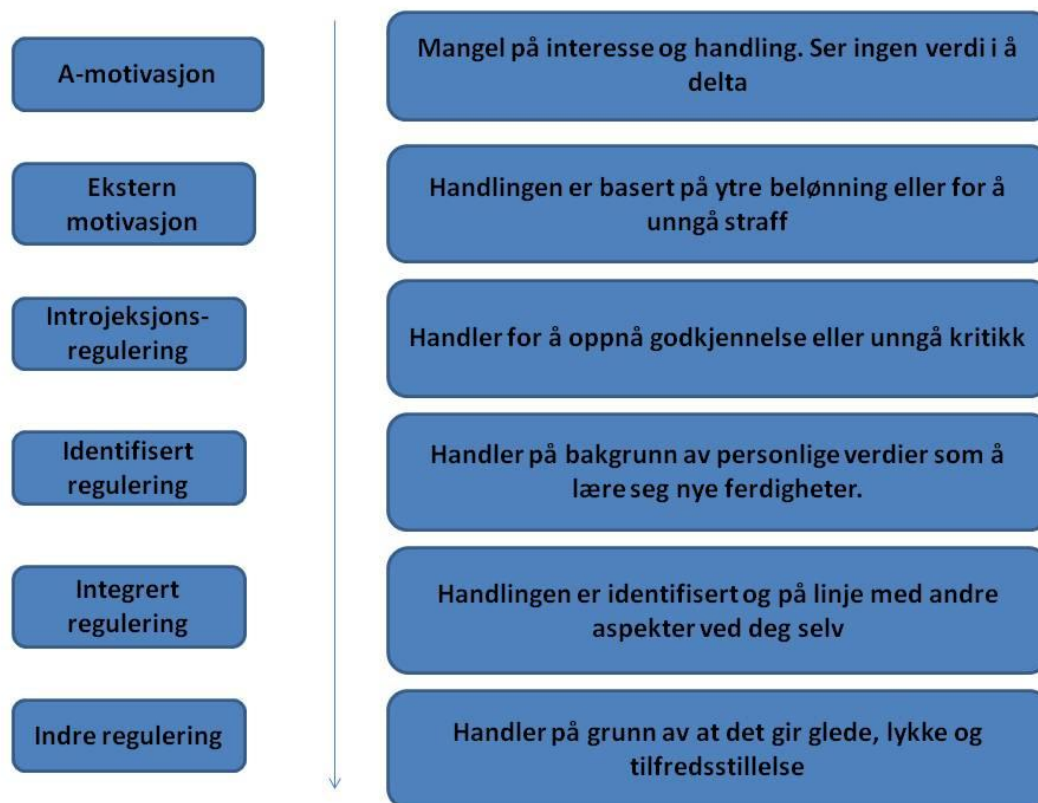 A-motivasjon
Mangel på interesse og handling. Ser ingen verdi i å
delta
Ekstern
motivasjon
Handlingen er basert på ytre belønning eller for å
unngå straff
Introjeksjons-
regulering
Handler for å oppnå godkjennelse eller unngå kritikk
Identifisert
regulering
Handler på bakgrunn av personlige verdier som å
lære seg nye ferdigheter.
Integrert
regulering
Handlingen er identifisert og på linje med andre
aspekter ved deg selv
Indre regulering
Handler på grunn av at det gir glede, lykke og
tilfredsstillelse